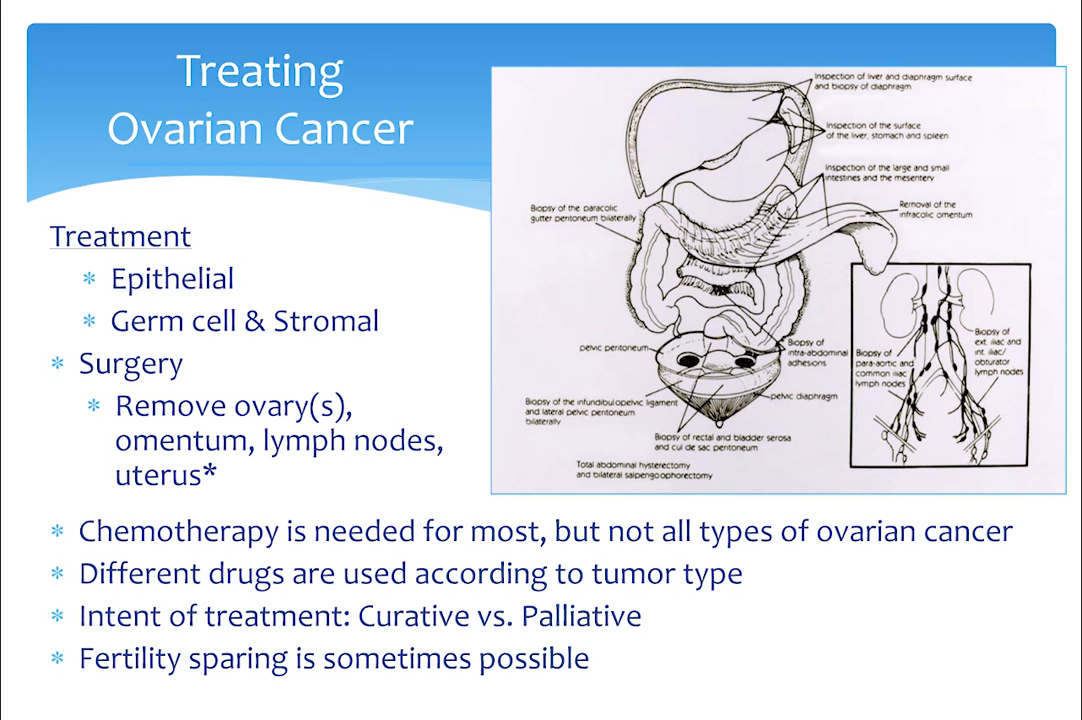 Treating
Ovarian Cancer
Treatment
* Epithelial
* Germ cell & Stromal
* Surgery
* Remove ovary(s),
omentum, lymph nodes,
uterus*
* Chemotherapy is needed for most, but not all types of ovarian cancer
* Different drugs are used according to tumor type
* Intent of treatment: Curative vs. Palliative
* Fertility sparing is sometimes possible
Inspection of liver and diaphragm surface
and biopsy of diaphragm
Inspection of the surface
of the liver, stomach and spleen
Inspection of the large and small
intestines and the mesentery
Removal of the
infracolic omentum
Biopsy of the paracolic
gutter peritoneum bilaterally
pelvic peritoneum
Biopsy of
intra-abdominal
adhesions
pelvic diaphragm
Biopsy of the infundibulopelvic ligament
and lateral pelvic peritoneum
bilaterally
Biopsy of rectal and bladder serosa
and cul de sac peritoneum
Total abdominal hysterectomy
and bilateral salpengoophorectomy
Biopsy of
para-aortic and
common iliac
lymph nodes
Biopsy of
ext. iliac and
int. iliac/
obturator
lymph nodes